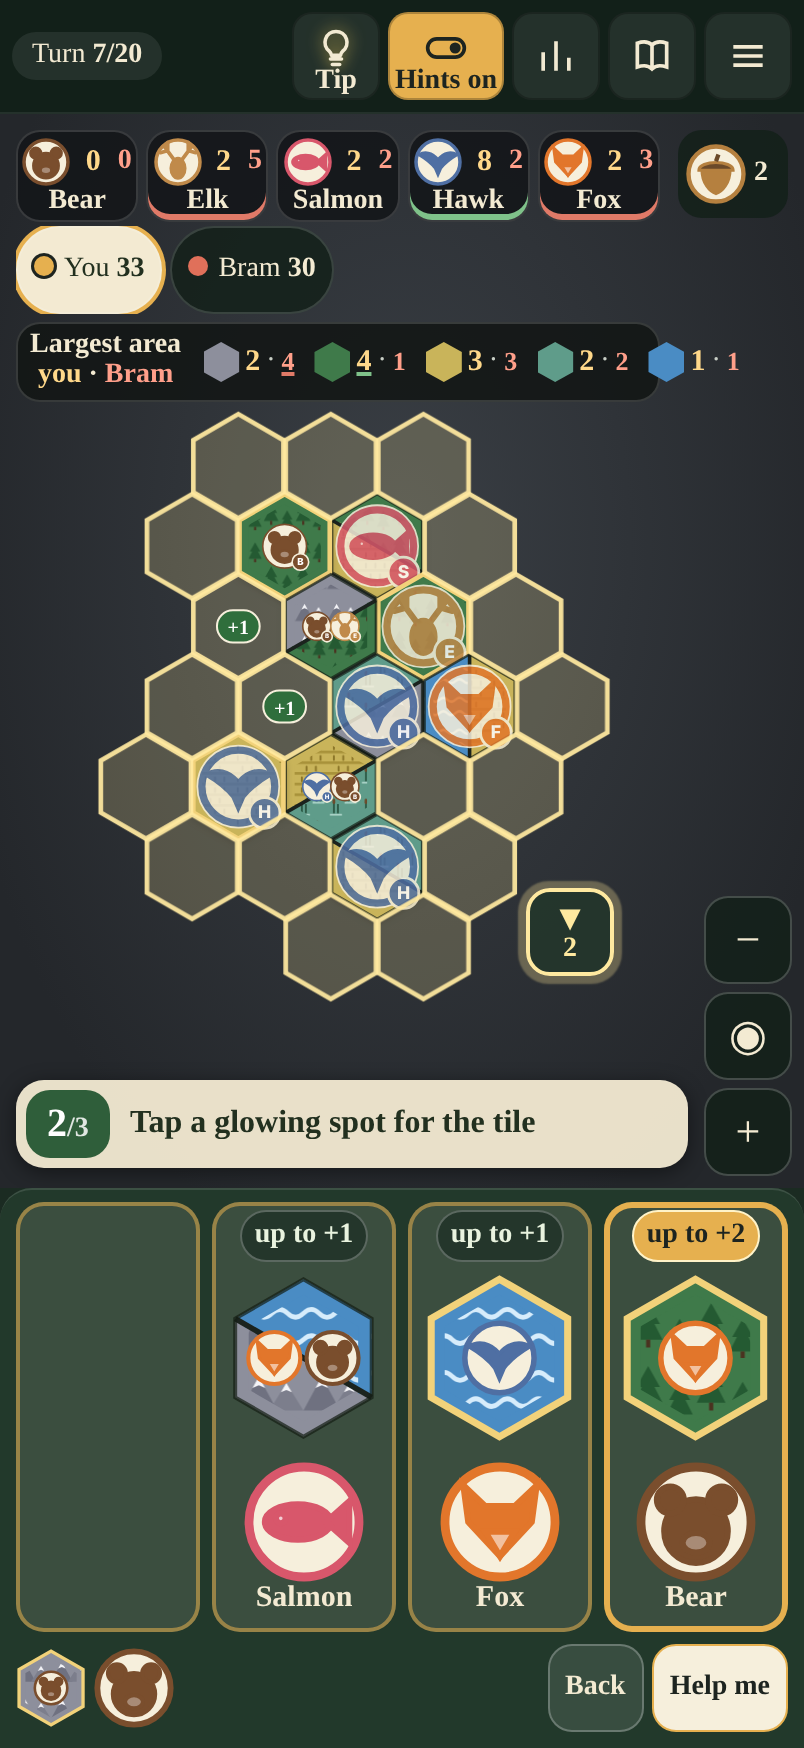 Turn 7/20
Tip
Hints on
0 0
Bear
2 5
Elk
2 2
Salmon
8 2
Hawk
2 3
Fox
2
You 33
Bram 30
Largest area
you · Bram
2 · 4
4 · 1
3 · 3
2 · 2
1 · 1
B
S
+1
B
E
E
+1
H
F
H
H
B
H
▼
2
−
+
2/3
Tap a glowing spot for the tile
up to +1
up to +1
up to +2
Salmon
Fox
Bear
Back
Help me